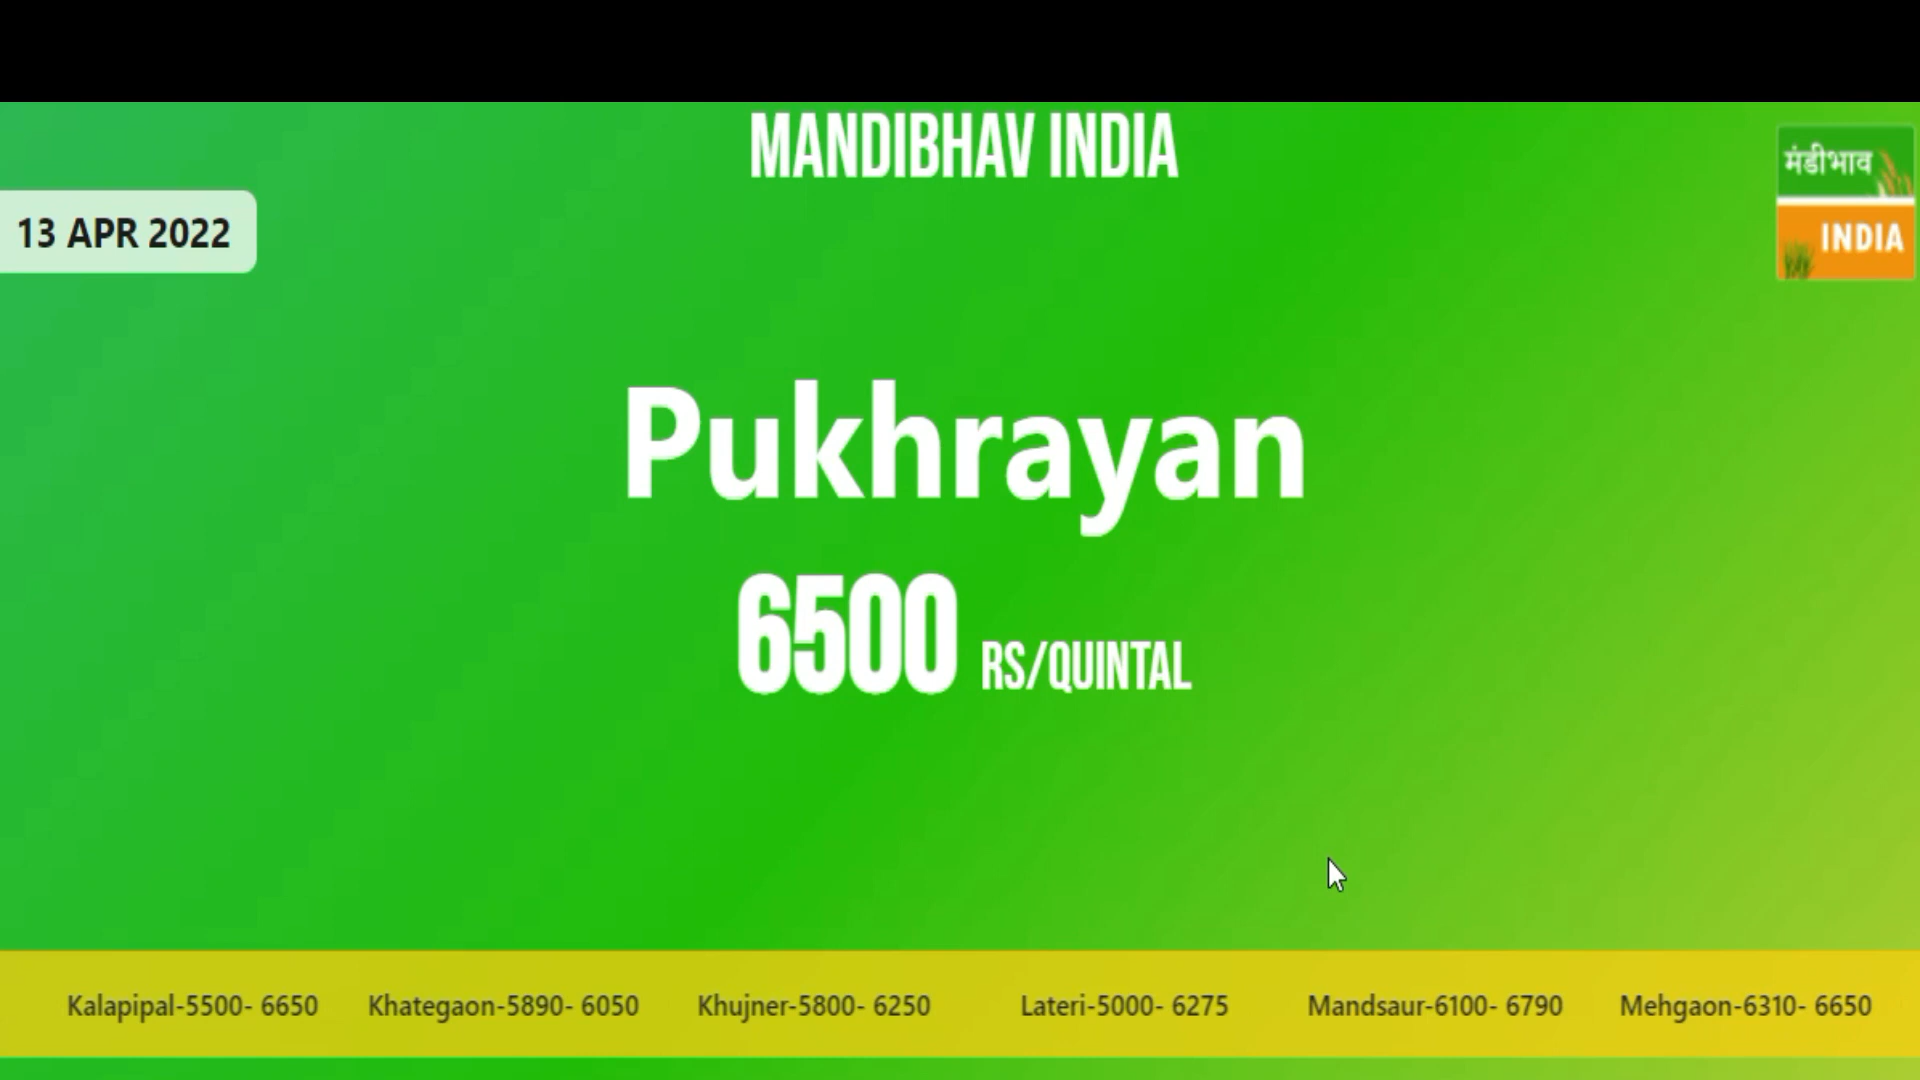 MANDIBHAV INDIA
मंडीभाव
INDIA
13 APR 2022
Pukhrayan
6500 RS/QUINTAL
Kalapipal-5500- 6650 Khategaon-5890- 6050 Khujner-5800- 6250 Lateri-5000- 6275 Mandsaur-6100- 6790 Mehgaon-6310- 6650